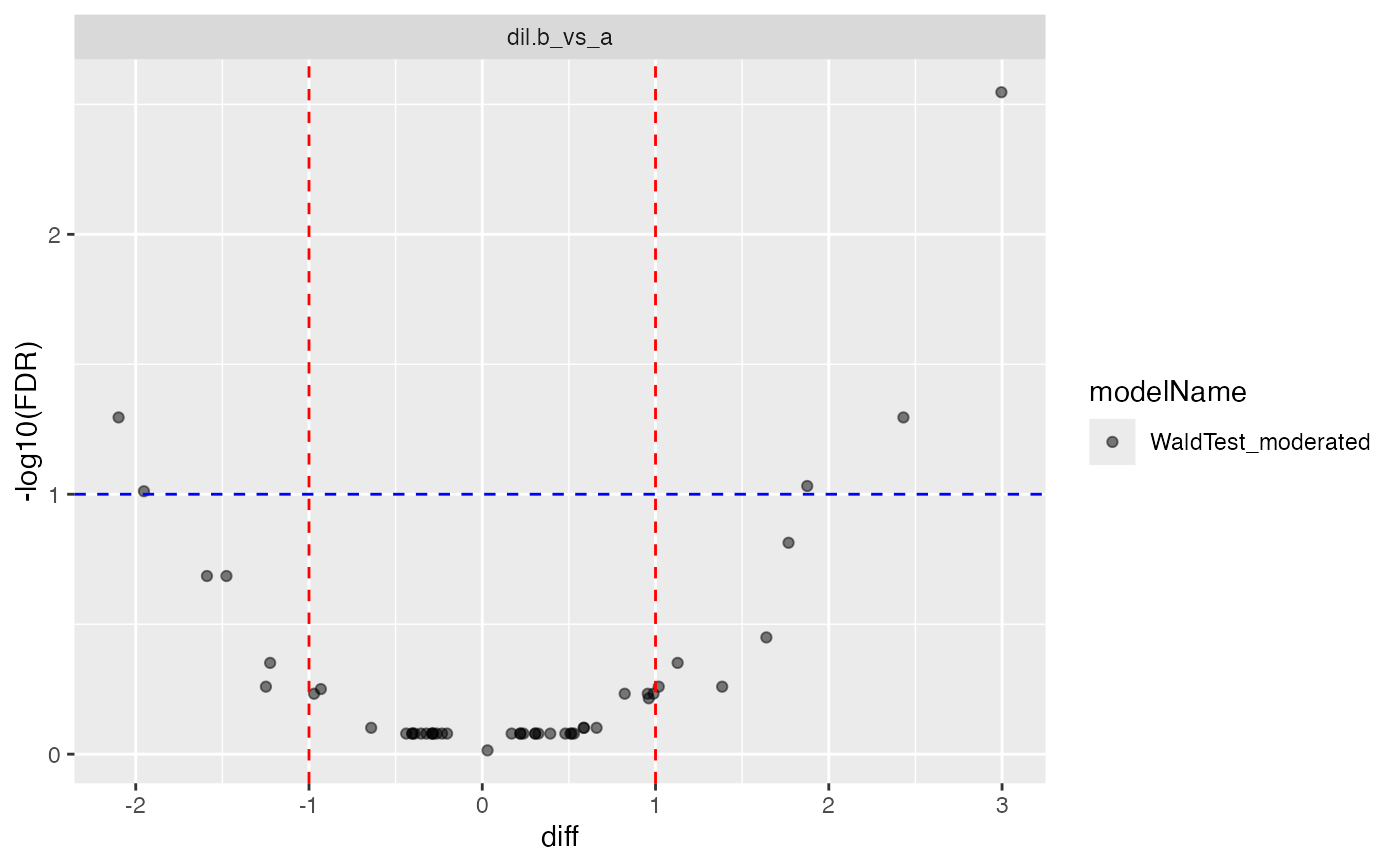 dil.b_vs_a
-log10(FDR)
2
1
0
-2 -1 0 1 2 3
diff
modelName
WaldTest_moderated